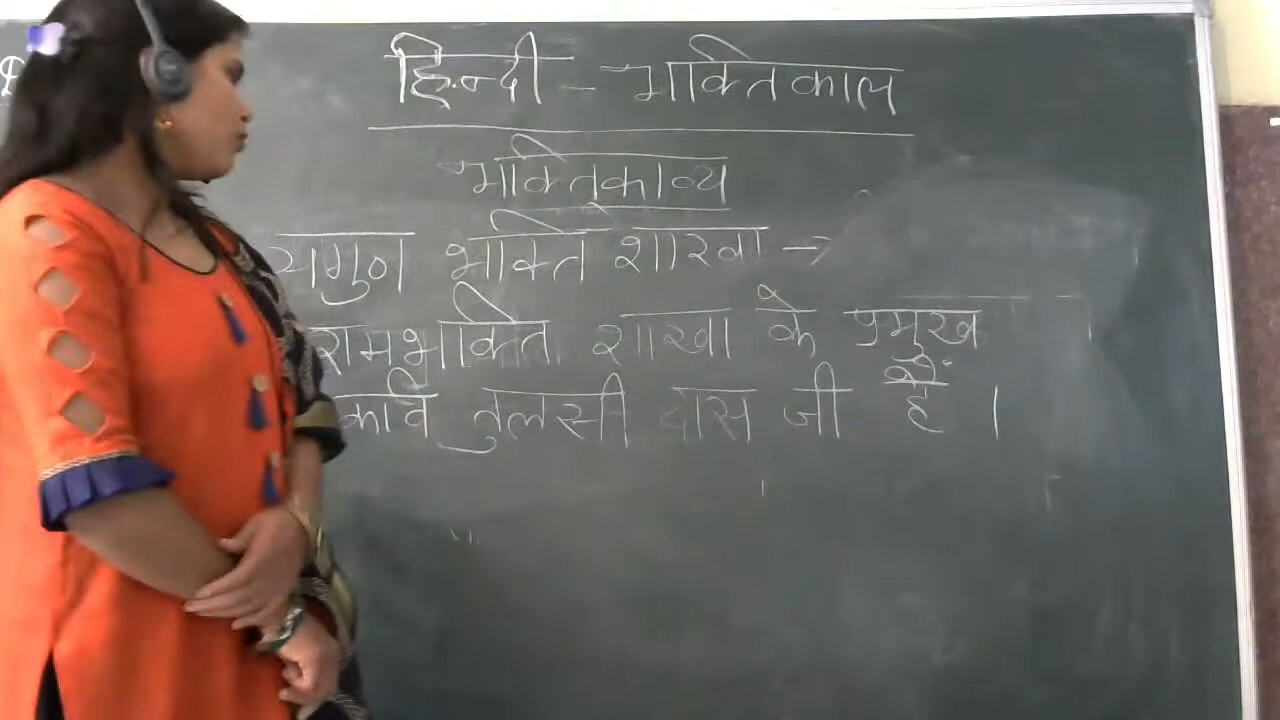 हिन्दी - भक्तिकाल
भक्तिकाव्य
सगुण भक्ति शाखा →
रामभक्ति शाखा के प्रमुख
कवि तुलसी दास जी हैं ।